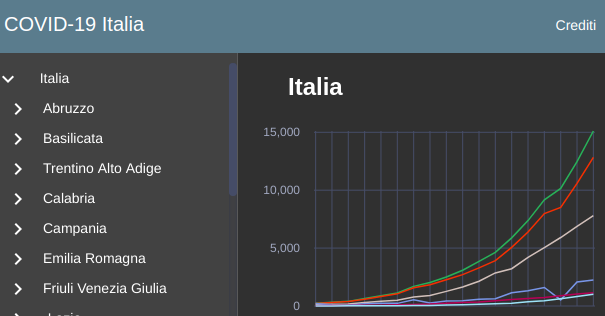 COVID-19 Italia
Crediti
Italia
Abruzzo
Basilicata
Trentino Alto Adige
Calabria
Campania
Emilia Romagna
Friuli Venezia Giulia
Italia
15,000
10,000
5,000
0